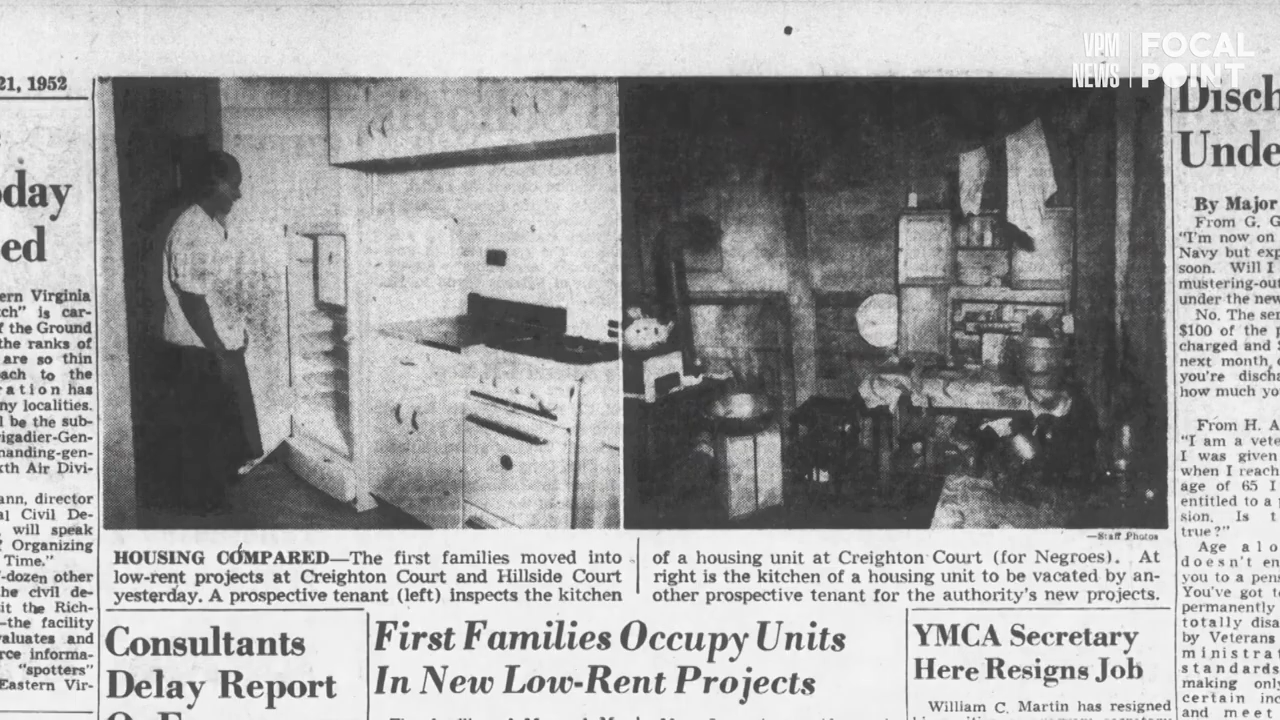 VPM NEWS FOCAL POINT
21, 1952
oday
ed
ern Virginia
tch" is car-
f the Ground
the ranks of
are so thin
ach to the
ration has
ny localities.
l be the sub-
rigadier-Gen-
manding-gen-
xth Air Divi-
ann, director
al Civil De-
will speak
Organizing
Time."
f-dozen other
he civil de-
it the Rich-
—the facility
valuates and
rce informa-
"spotters"
Eastern Vir-
—Staff Photos
HOUSING COMPARED—The first families moved into
low-rent projects at Creighton Court and Hillside Court
yesterday. A prospective tenant (left) inspects the kitchen
of a housing unit at Creighton Court (for Negroes). At
right is the kitchen of a housing unit to be vacated by an-
other prospective tenant for the authority's new projects.
Consultants
Delay Report
First Families Occupy Units
In New Low-Rent Projects
YMCA Secretary
Here Resigns Job
William C. Martin has resigned
Disch
Unde
By Major
From G. G
"I'm now on
Navy but exp
soon. Will I
mustering-out
under the new
No. The ser
$100 of the p
charged and $
next month,
you're discha
how much yo
From H. A
"I am a vete
I was given
when I reach
age of 65 I
entitled to a p
sion. Is t
true?"
Age alo
doesn't en
you to a pen
You've got to
permanently
totally disa
by Veterans
ministrat
standards
making only
certain inc
and meet